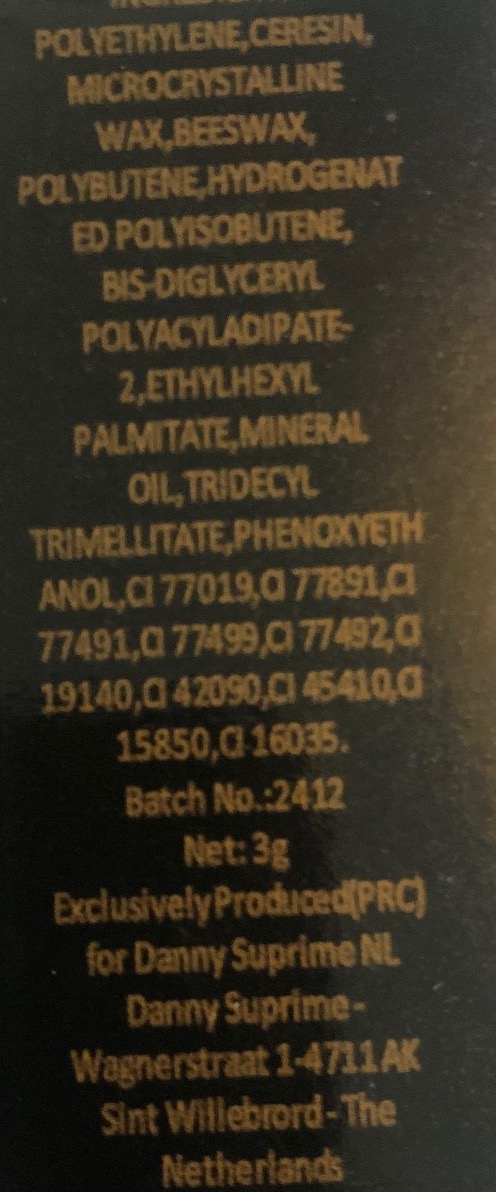 POLYETHYLENE,CERESIN,
MICROCRYSTALLINE
WAX,BEESWAX,
POLYBUTENE,HYDROGENAT
ED POLYISOBUTENE,
BIS-DIGLYCERYL
POLYACYLADIPATE-
2,ETHYLHEXYL
PALMITATE,MINERAL
OIL,TRIDECYL
TRIMELLITATE,PHENOXYETH
ANOL,CI 77019,CI 77891,CI
77491,CI 77499,CI 77492,CI
19140,CI 42090,CI 45410,CI
15850,CI 16035.
Batch No.:2412
Net: 3g
Exclusively Produced(PRC)
for Danny Suprime NL
Danny Suprime -
Wagnerstraat 1-4711 AK
Sint Willebrord - The
Netherlands